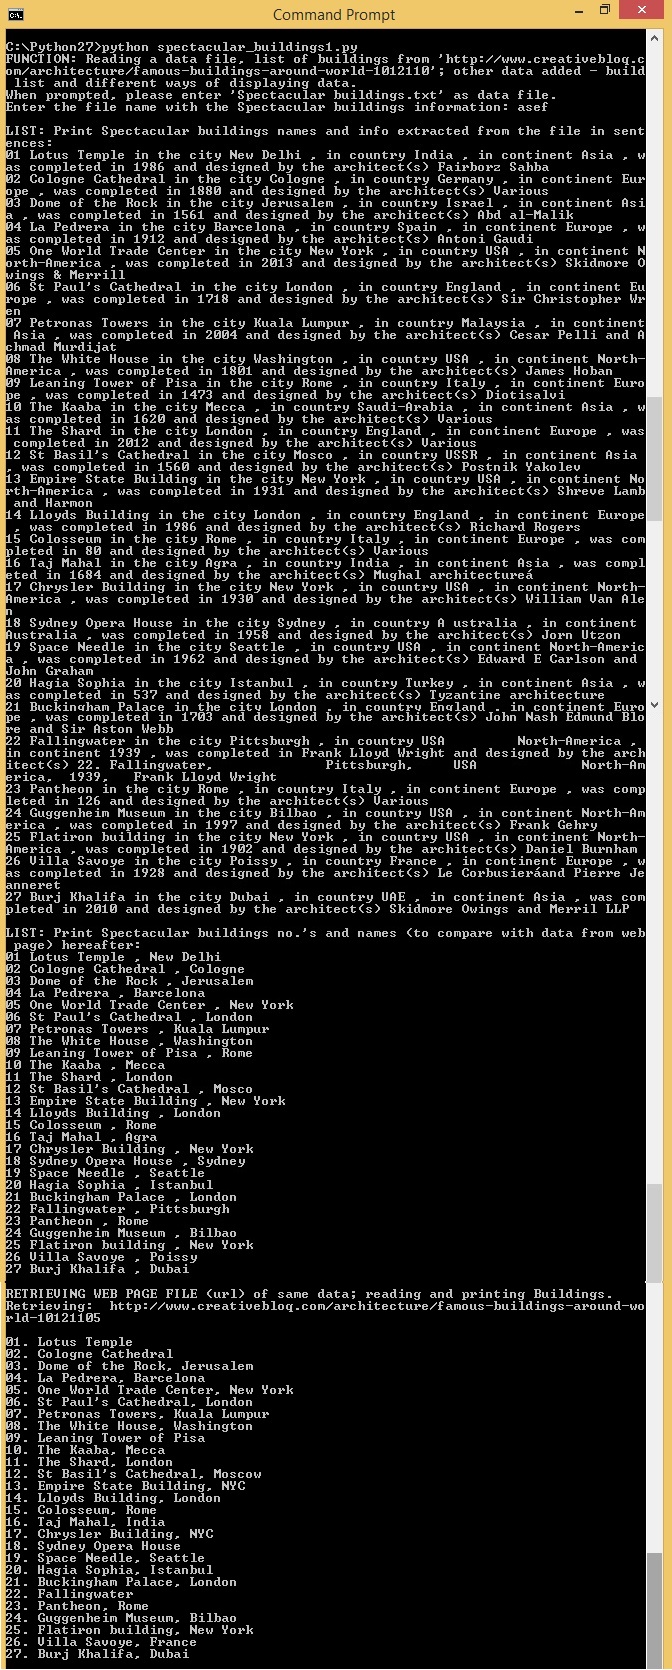 Command Prompt
C:\Python27>python spectacular_buildings1.py
FUNCTION: Reading a data file, list of buildings from 'http://www.creativebloq.c
om/architecture/famous-buildings-around-world-1012110'; other data added - build
 list and different ways of displaying data.
When prompted, please enter 'Spectacular buildings.txt' as data file.
Enter the file name with the Spectacular buildings information: asef
LIST: Print Spectacular buildings names and info extracted from the file in sent
ences:
01 Lotus Temple in the city New Delhi , in country India , in continent Asia , w
as completed in 1986 and designed by the architect(s) Fairborz Sahba
02 Cologne Cathedral in the city Cologne , in country Germany , in continent Eur
ope , was completed in 1880 and designed by the architect(s) Various
03 Dome of the Rock in the city Jerusalem , in country Israel , in continent Asi
a , was completed in 1561 and designed by the architect(s) Abd al-Malik
04 La Pedrera in the city Barcelona , in country Spain , in continent Europe , w
as completed in 1912 and designed by the architect(s) Antoni Gaudi
05 One World Trade Center in the city New York , in country USA , in continent N
orth-America , was completed in 2013 and designed by the architect(s) Skidmore O
wings & Merrill
06 St Paul's Cathedral in the city London , in country England , in continent Eu
rope , was completed in 1718 and designed by the architect(s) Sir Christopher Wr
en
07 Petronas Towers in the city Kuala Lumpur , in country Malaysia , in continent
 Asia , was completed in 2004 and designed by the architect(s) Cesar Pelli and A
chmad Murdijat
08 The White House in the city Washington , in country USA , in continent North-
America , was completed in 1801 and designed by the architect(s) James Hoban
09 Leaning Tower of Pisa in the city Rome , in country Italy , in continent Euro
pe , was completed in 1473 and designed by the architect(s) Diotisalvi
10 The Kaaba in the city Mecca , in country Saudi-Arabia , in continent Asia , w
as completed in 1620 and designed by the architect(s) Various
11 The Shard in the city London , in country England , in continent Europe , was
 completed in 2012 and designed by the architect(s) Various
12 St Basil's Cathedral in the city Mosco , in country USSR , in continent Asia
, was completed in 1560 and designed by the architect(s) Postnik Yakolev
13 Empire State Building in the city New York , in country USA , in continent No
rth-America , was completed in 1931 and designed by the architect(s) Shreve Lamb
 and Harmon
14 Lloyds Building in the city London , in country England , in continent Europe
 , was completed in 1986 and designed by the architect(s) Richard Rogers
15 Colosseum in the city Rome , in country Italy , in continent Europe , was com
pleted in 80 and designed by the architect(s) Various
16 Taj Mahal in the city Agra , in country India , in continent Asia , was compl
eted in 1684 and designed by the architect(s) Mughal architectureá
17 Chrysler Building in the city New York , in country USA , in continent North-
America , was completed in 1930 and designed by the architect(s) William Van Ale
n
18 Sydney Opera House in the city Sydney , in country A ustralia , in continent
Australia , was completed in 1958 and designed by the architect(s) Jorn Utzon
19 Space Needle in the city Seattle , in country USA , in continent North-Americ
a , was completed in 1962 and designed by the architect(s) Edward E Carlson and
John Graham
20 Hagia Sophia in the city Istanbul , in country Turkey , in continent Asia , w
as completed in 537 and designed by the architect(s) Tyzantine architecture
21 Buckingham Palace in the city London , in country England , in continent Euro
pe , was completed in 1703 and designed by the architect(s) John Nash Edmund Blo
re and Sir Aston Webb
22 Fallingwater in the city Pittsburgh , in country USA         North-America ,
in continent 1939 , was completed in Frank Lloyd Wright and designed by the arch
itect(s) 22. Fallingwater,              Pittsburgh,     USA             North-Am
erica,  1939,   Frank Lloyd Wright
23 Pantheon in the city Rome , in country Italy , in continent Europe , was comp
leted in 126 and designed by the architect(s) Various
24 Guggenheim Museum in the city Bilbao , in country USA , in continent North-Am
erica , was completed in 1997 and designed by the architect(s) Frank Gehry
25 Flatiron building in the city New York , in country USA , in continent North-
America , was completed in 1902 and designed by the architect(s) Daniel Burnham
26 Villa Savoye in the city Poissy , in country France , in continent Europe , w
as completed in 1928 and designed by the architect(s) Le Corbusieráand Pierre Je
anneret
27 Burj Khalifa in the city Dubai , in country UAE , in continent Asia , was com
pleted in 2010 and designed by the architect(s) Skidmore Owings and Merril LLP
LIST: Print Spectacular buildings no.'s and names (to compare with data from web
 page) hereafter:
01 Lotus Temple , New Delhi
02 Cologne Cathedral , Cologne
03 Dome of the Rock , Jerusalem
04 La Pedrera , Barcelona
05 One World Trade Center , New York
06 St Paul's Cathedral , London
07 Petronas Towers , Kuala Lumpur
08 The White House , Washington
09 Leaning Tower of Pisa , Rome
10 The Kaaba , Mecca
11 The Shard , London
12 St Basil's Cathedral , Mosco
13 Empire State Building , New York
14 Lloyds Building , London
15 Colosseum , Rome
16 Taj Mahal , Agra
17 Chrysler Building , New York
18 Sydney Opera House , Sydney
19 Space Needle , Seattle
20 Hagia Sophia , Istanbul
21 Buckingham Palace , London
22 Fallingwater , Pittsburgh
23 Pantheon , Rome
24 Guggenheim Museum , Bilbao
25 Flatiron building , New York
26 Villa Savoye , Poissy
27 Burj Khalifa , Dubai
RETRIEVING WEB PAGE FILE (url) of same data; reading and printing Buildings.
Retrieving:  http://www.creativebloq.com/architecture/famous-buildings-around-wo
rld-10121105
01. Lotus Temple
02. Cologne Cathedral
03. Dome of the Rock, Jerusalem
04. La Pedrera, Barcelona
05. One World Trade Center, New York
06. St Paul's Cathedral, London
07. Petronas Towers, Kuala Lumpur
08. The White House, Washington
09. Leaning Tower of Pisa
10. The Kaaba, Mecca
11. The Shard, London
12. St Basil's Cathedral, Moscow
13. Empire State Building, NYC
14. Lloyds Building, London
15. Colosseum, Rome
16. Taj Mahal, India
17. Chrysler Building, NYC
18. Sydney Opera House
19. Space Needle, Seattle
20. Hagia Sophia, Istanbul
21. Buckingham Palace, London
22. Fallingwater
23. Pantheon, Rome
24. Guggenheim Museum, Bilbao
25. Flatiron building, New York
26. Villa Savoye, France
27. Burj Khalifa, Dubai